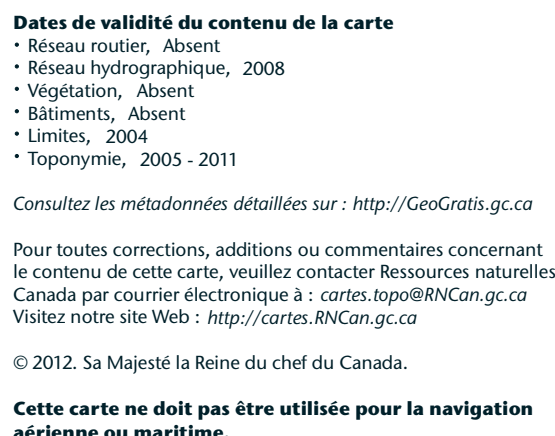 Dates de validité du contenu de la carte
• Réseau routier, Absent
• Réseau hydrographique, 2008
• Végétation, Absent
• Bâtiments, Absent
• Limites, 2004
• Toponymie, 2005 - 2011
Consultez les métadonnées détaillées sur : http://GeoGratis.gc.ca
Pour toutes corrections, additions ou commentaires concernant
le contenu de cette carte, veuillez contacter Ressources naturelles
Canada par courrier électronique à : cartes.topo@RNCan.gc.ca
Visitez notre site Web : http://cartes.RNCan.gc.ca
© 2012. Sa Majesté la Reine du chef du Canada.
Cette carte ne doit pas être utilisée pour la navigation
aérienne ou maritime.